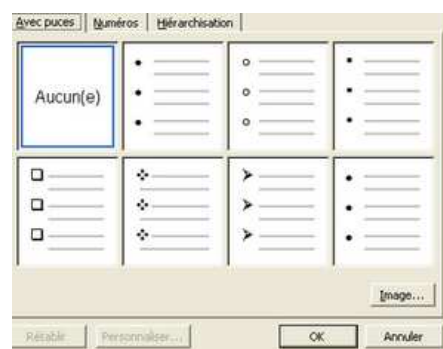 Avec puces Numéros Hiérarchisation
Aucun(e)
Image...
Rétablir Personnaliser... OK Annuler